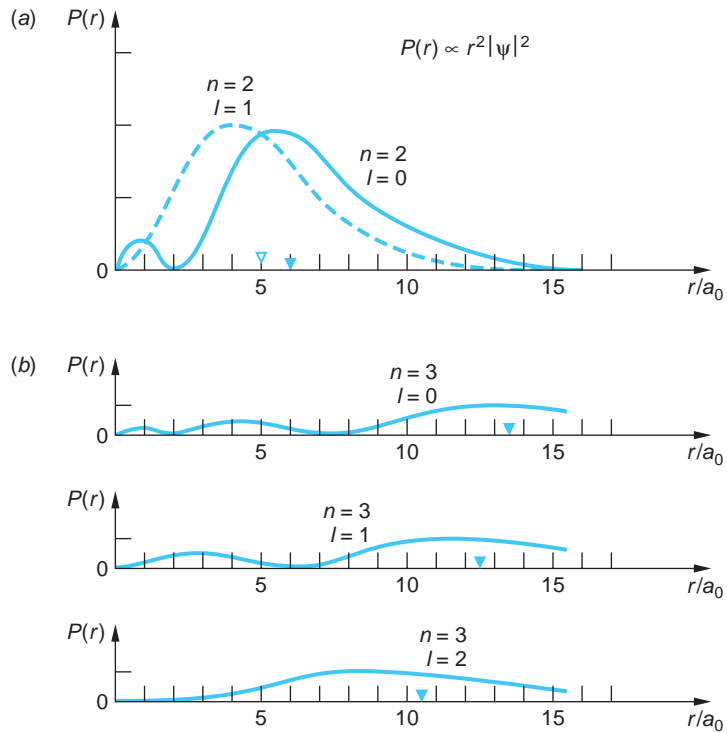 (a)
P(r)
P(r) ∝ r²|ψ|²
n = 2
l = 1
n = 2
l = 0
0
5
10
15
r/a₀
(b)
P(r)
n = 3
l = 0
0
5
10
15
r/a₀
P(r)
n = 3
l = 1
0
5
10
15
r/a₀
P(r)
n = 3
l = 2
0
5
10
15
r/a₀